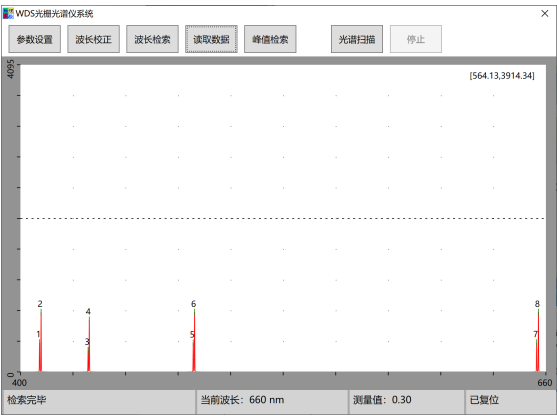 WDS光栅光谱仪系统
参数设置 波长校正 波长检索 读取数据 峰值检索 光谱扫描 停止
4095
[564.13,3914.34]
2 4 6 8
1 3 5 7
0
400 660
检索完毕 当前波长: 660 nm 测量值: 0.30 已复位